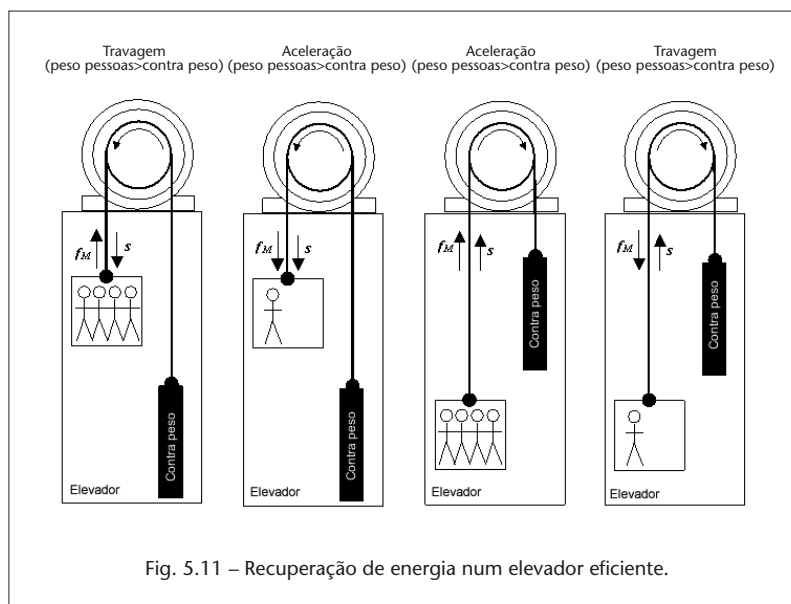 Travagem
(peso pessoas>contra peso)
Aceleração
(peso pessoas>contra peso)
Aceleração
(peso pessoas>contra peso)
Travagem
(peso pessoas>contra peso)
fM
s
Contra peso
Elevador
fM
s
Contra peso
Elevador
fM
s
Contra peso
Elevador
fM
s
Contra peso
Elevador
Fig. 5.11 – Recuperação de energia num elevador eficiente.